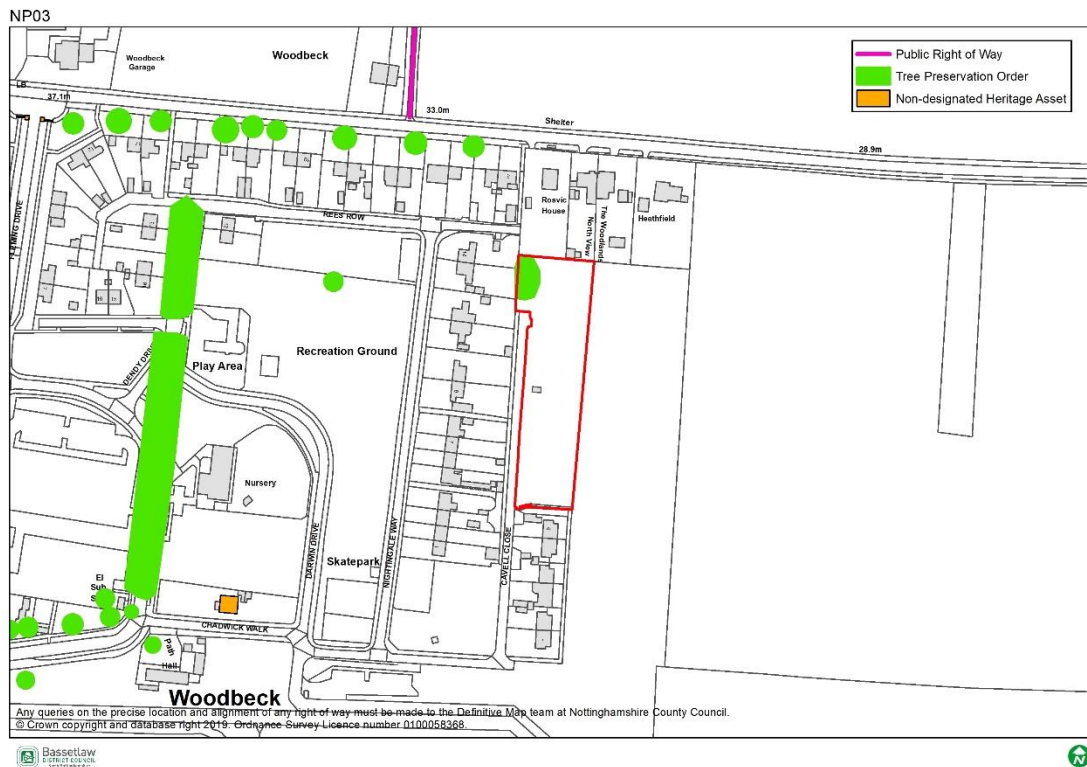 NP03
Woodbeck
Garage
Woodbeck
Public Right of Way
Tree Preservation Order
Non-designated Heritage Asset
LB
37.1m
33.0m
Shelter
28.9m
Rosvic
House
The Woodlands
North View
Heathfield
REES ROW
FLEMING DRIVE
DENDY DRIVE
Play Area
Recreation Ground
Nursery
DARWIN DRIVE
Skatepark
NIGHTINGALE WAY
CAVELL CLOSE
El
Sub
CHADWICK WALK
Path
Hall
Woodbeck
Any queries on the precise location and alignment of any right of way must be made to the Definitive Map team at Nottinghamshire County Council.
© Crown copyright and database right 2019. Ordnance Survey Licence number 0100058368.
Bassetlaw
DISTRICT COUNCIL
N